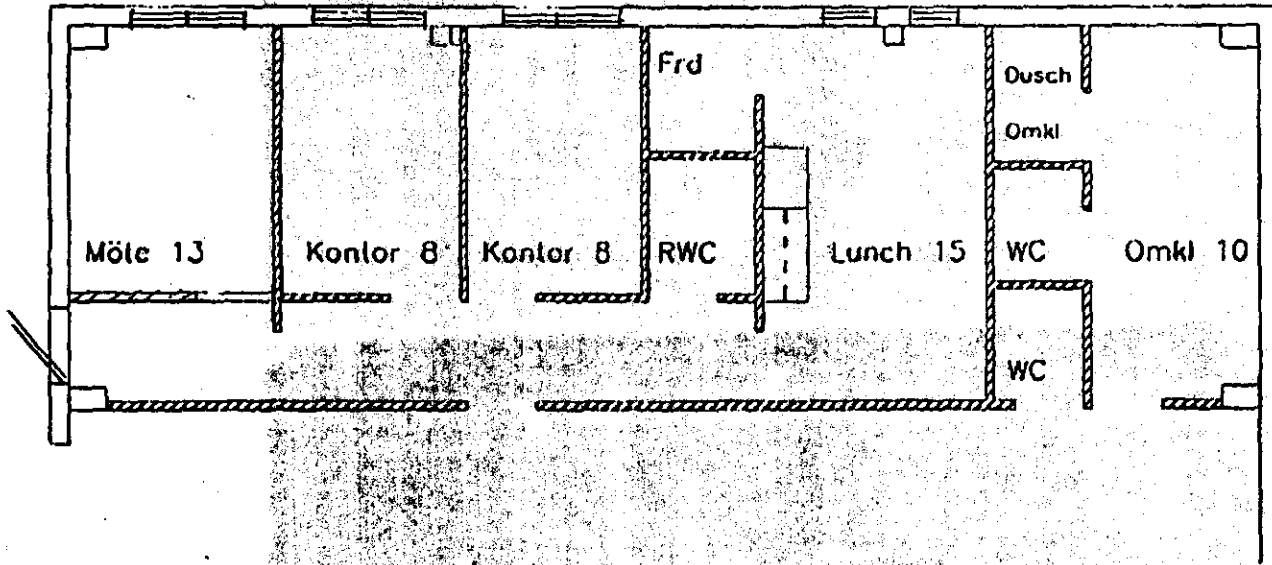 Frd
Dusch
Omkl
Möte 13
Kontor 8
Kontor 8
RWC
Lunch 15
WC
Omkl 10
WC